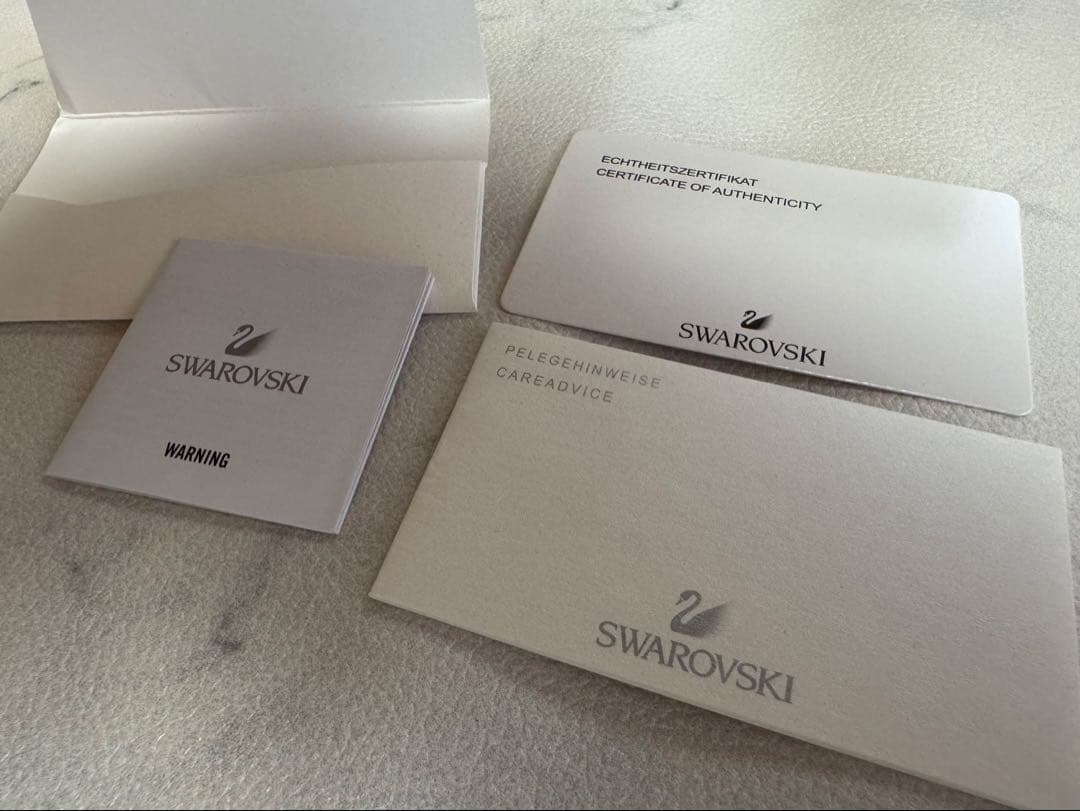 ECHTHEITSZERTIFIKAT
CERTIFICATE OF AUTHENTICITY
SWAROVSKI
SWAROVSKI
WARNING
PELEGEHINWEISE
CAREADVICE
SWAROVSKI